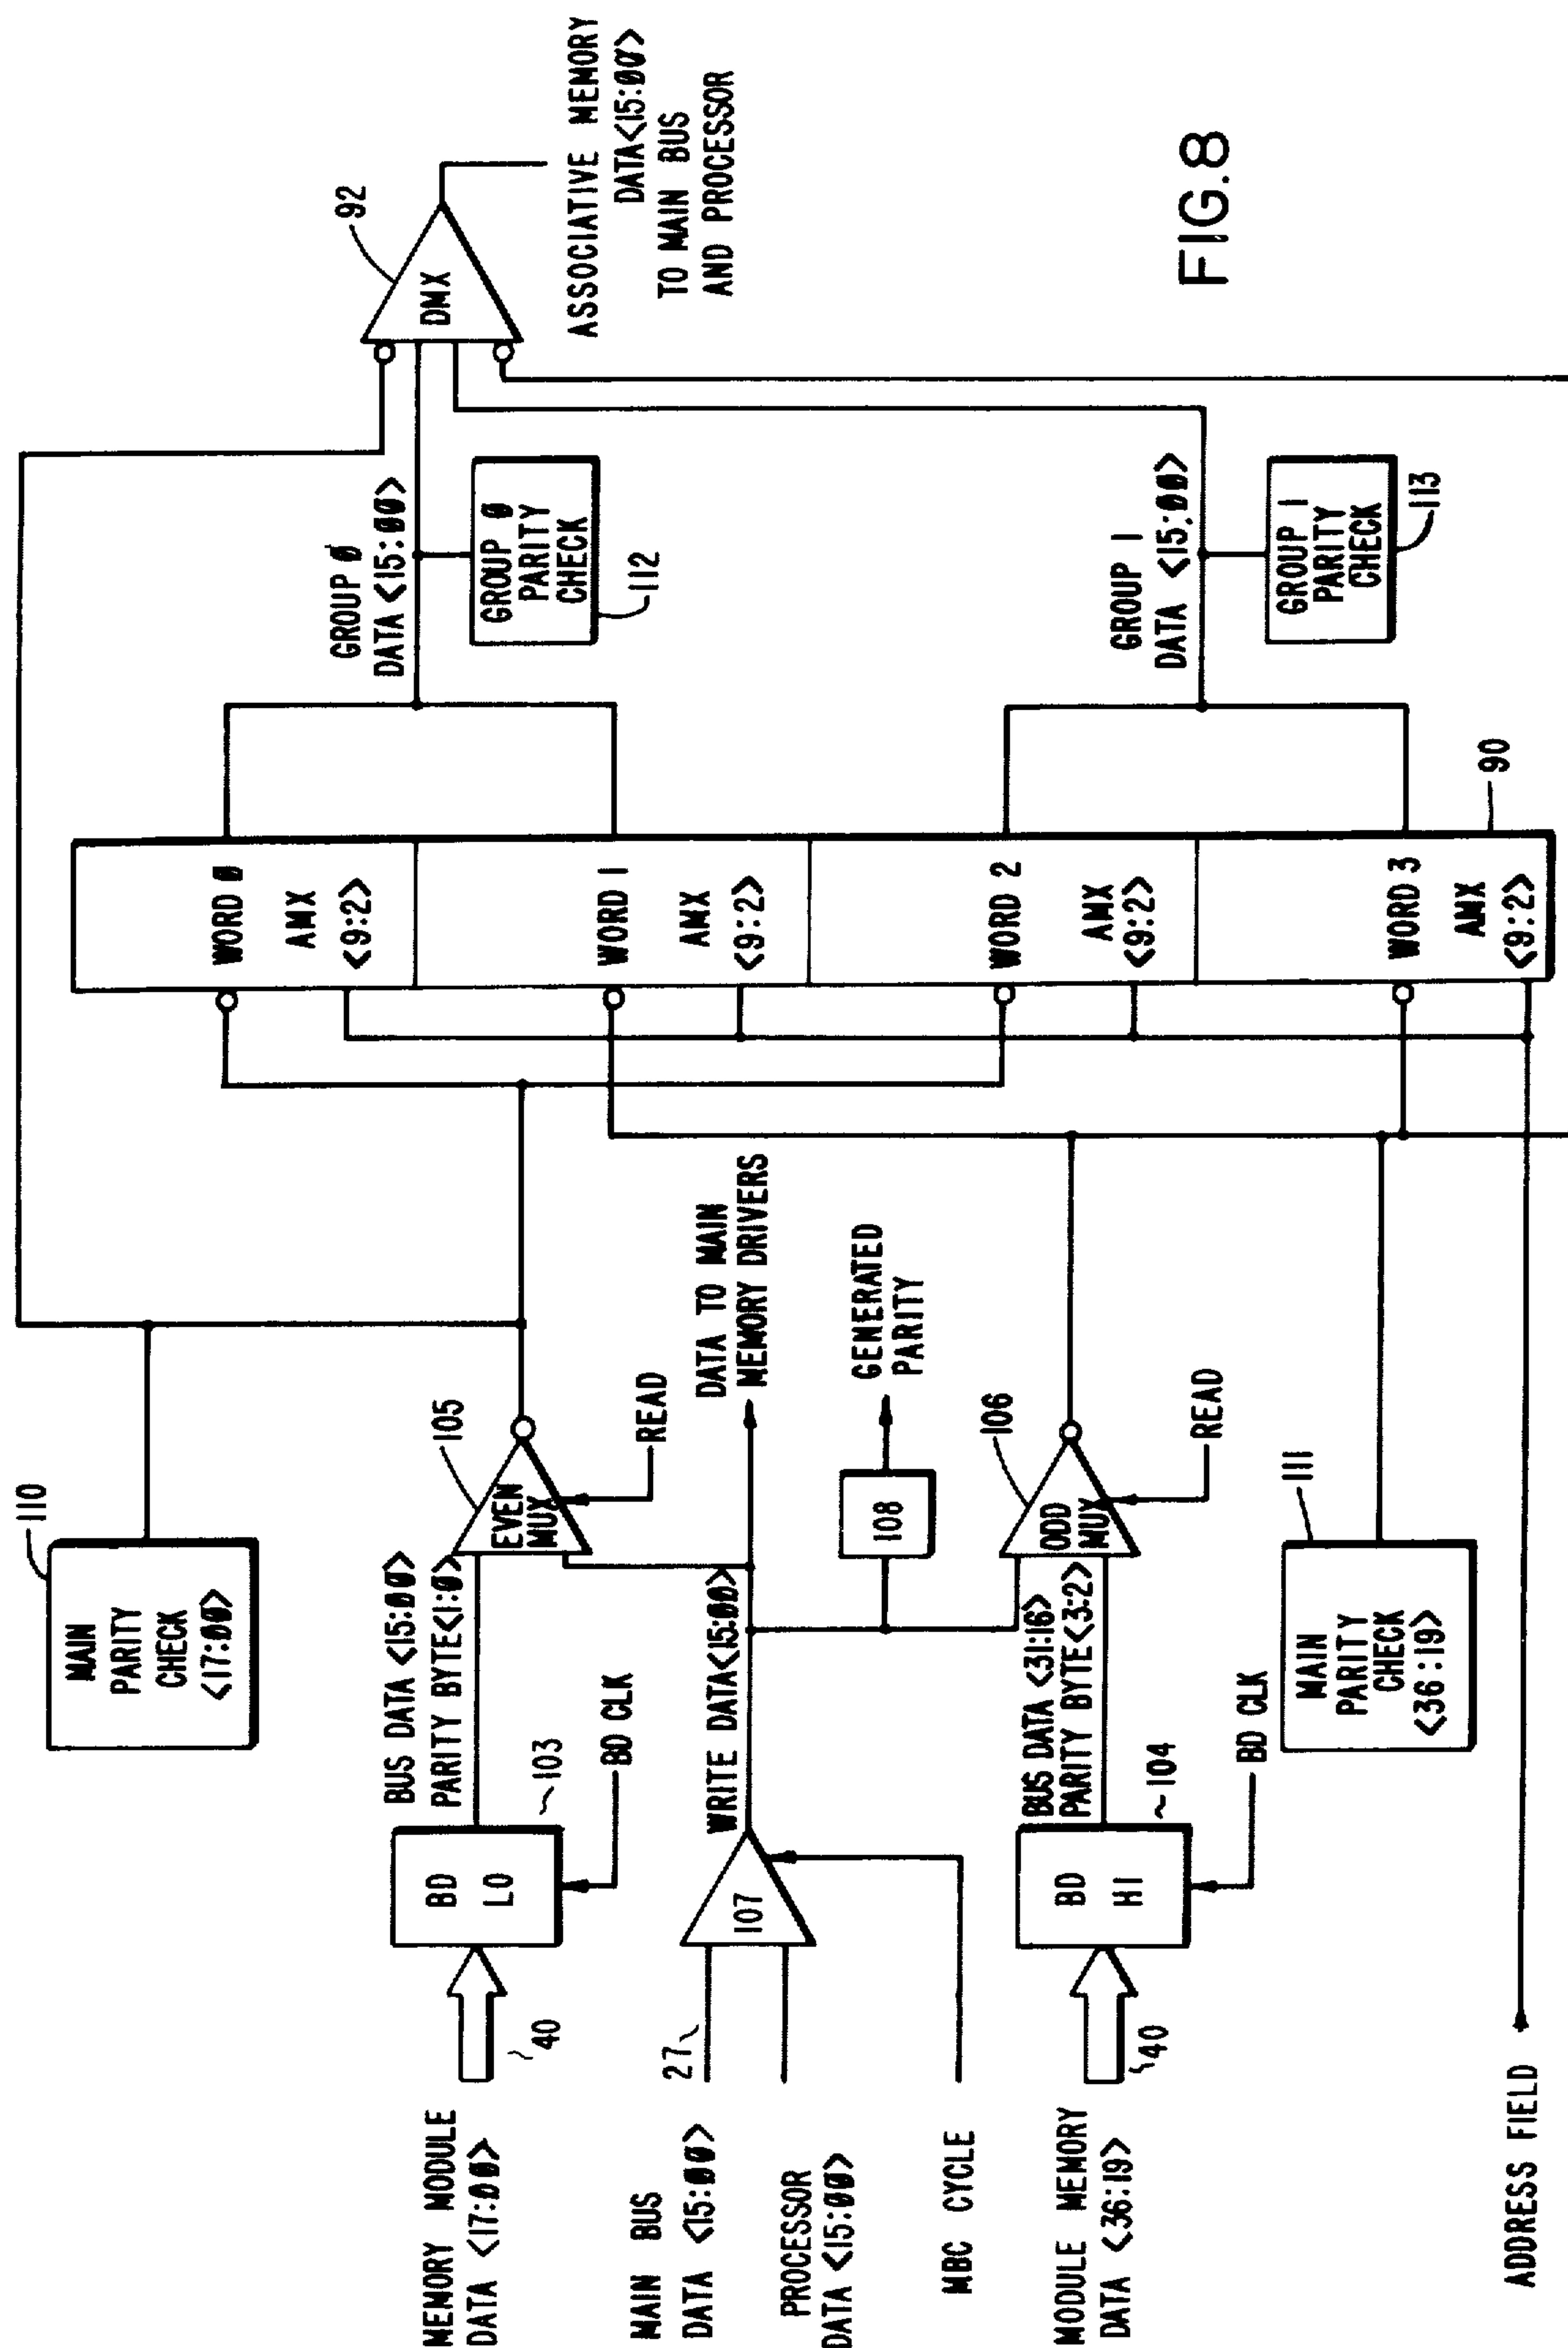 MEMORY MODULE
DATA <17:00>
40
BD
LO
103
BD CLK
BUS DATA <15:00>
PARITY BYTE <1:0>
110
MAIN
PARITY
CHECK
<17:00>
EVEN
MUX
105
READ
MAIN BUS
DATA <15:00>
27
PROCESSOR
DATA <15:00>
MBC CYCLE
107
WRITE DATA <15:00>
DATA TO MAIN
MEMORY DRIVERS
108
GENERATED
PARITY
MODULE MEMORY
DATA <36:19>
40
BD
HI
104
BD CLK
BUS DATA <31:16>
PARITY BYTE <3:2>
ODD
MUX
106
READ
111
MAIN
PARITY
CHECK
<36:19>
ADDRESS FIELD
WORD 0
AMX
<9:2>
WORD 1
AMX
<9:2>
WORD 2
AMX
<9:2>
WORD 3
AMX
<9:2>
90
GROUP 0
DATA <15:00>
GROUP 0
PARITY
CHECK
112
GROUP 1
DATA <15:00>
GROUP 1
PARITY
CHECK
113
DMX
92
ASSOCIATIVE MEMORY
DATA <15:00>
TO MAIN BUS
AND PROCESSOR
FIG.8